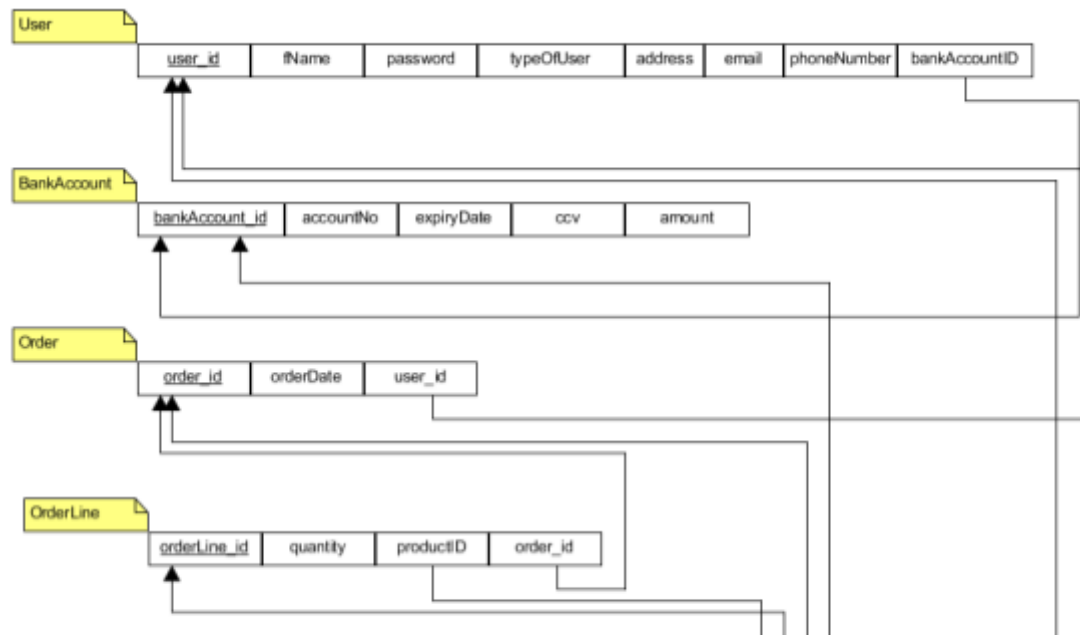 User
user_id fName password typeOfUser address email phoneNumber bankAccountID
BankAccount
bankAccount_id accountNo expiryDate ccv amount
Order
order_id orderDate user_id
OrderLine
orderLine_id quantity productID order_id